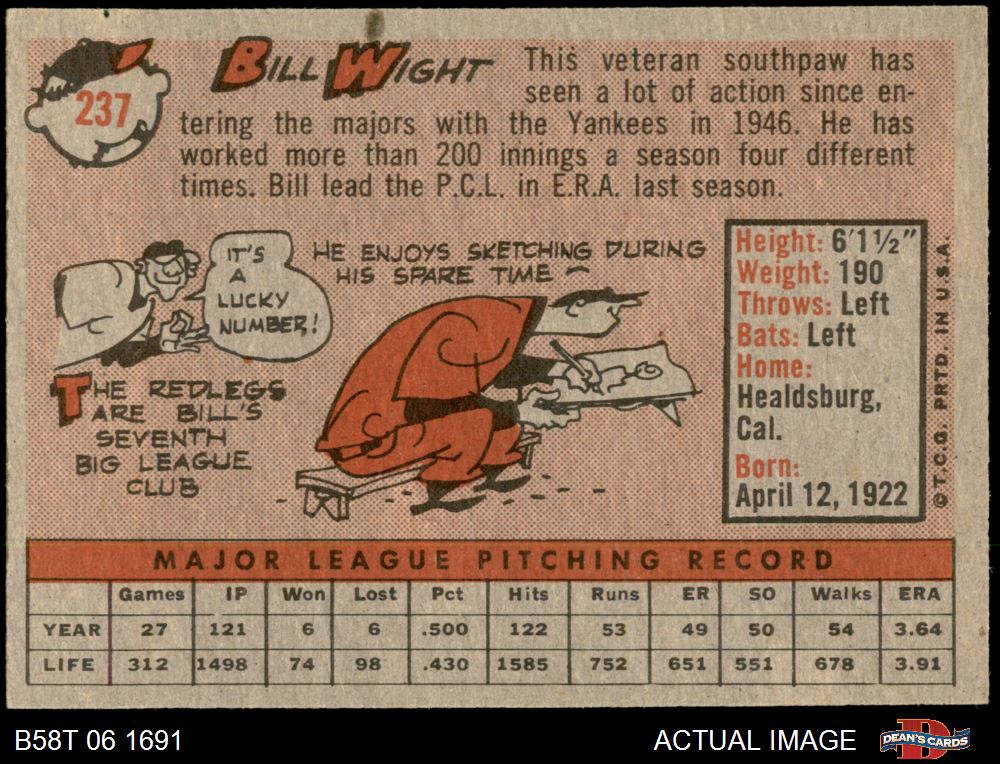 237
BILL WIGHT
This veteran southpaw has
seen a lot of action since en-
tering the majors with the Yankees in 1946. He has
worked more than 200 innings a season four different
times. Bill lead the P.C.L. in E.R.A. last season.
IT'S
A
LUCKY
NUMBER!
THE REDLEGS
ARE BILL'S
SEVENTH
BIG LEAGUE
CLUB
HE ENJOYS SKETCHING DURING
HIS SPARE TIME
Height: 6'1½"
Weight: 190
Throws: Left
Bats: Left
Home:
Healdsburg,
Cal.
Born:
April 12, 1922
© T.C.G. PRTD. IN U.S.A.
MAJOR LEAGUE PITCHING RECORD
Games IP Won Lost Pct Hits Runs ER SO Walks ERA
YEAR 27 121 6 6 .500 122 53 49 50 54 3.64
LIFE 312 1498 74 98 .430 1585 752 651 551 678 3.91
B58T 06 1691
ACTUAL IMAGE
DEAN'S CARDS